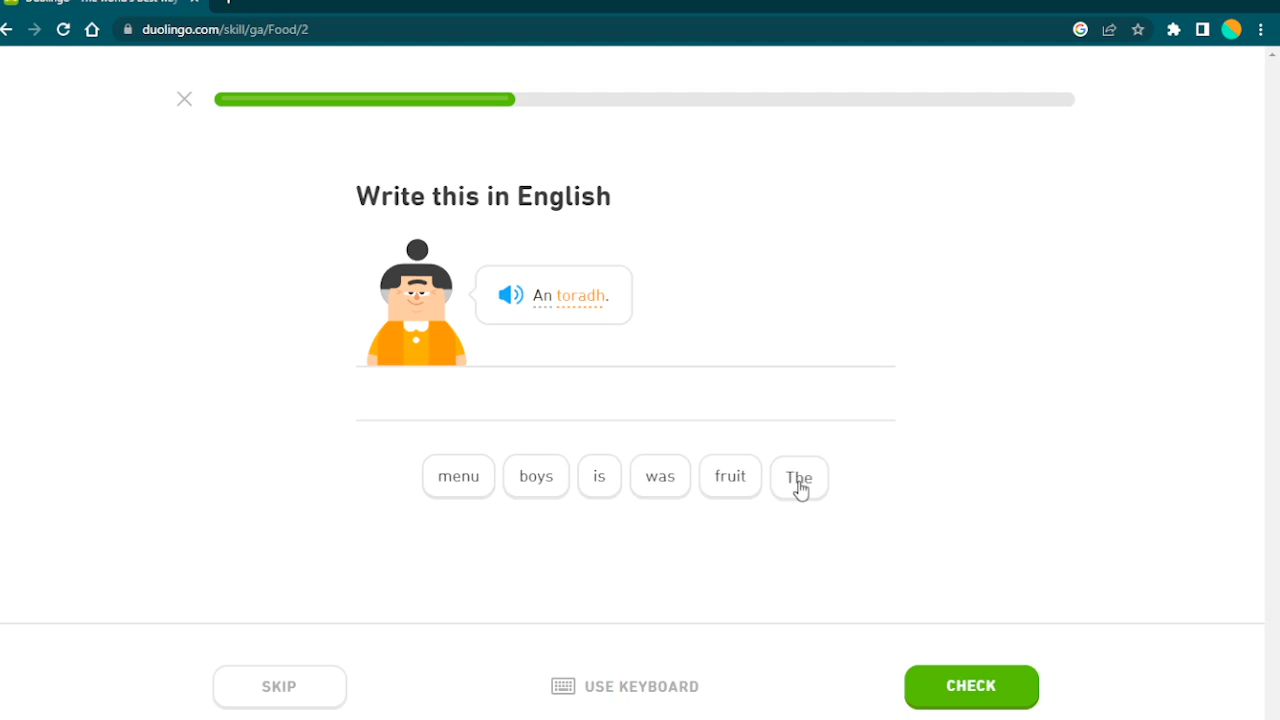 duolingo.com/skill/ga/Food/2
Write this in English
An toradh.
menu boys is was fruit The
SKIP USE KEYBOARD CHECK